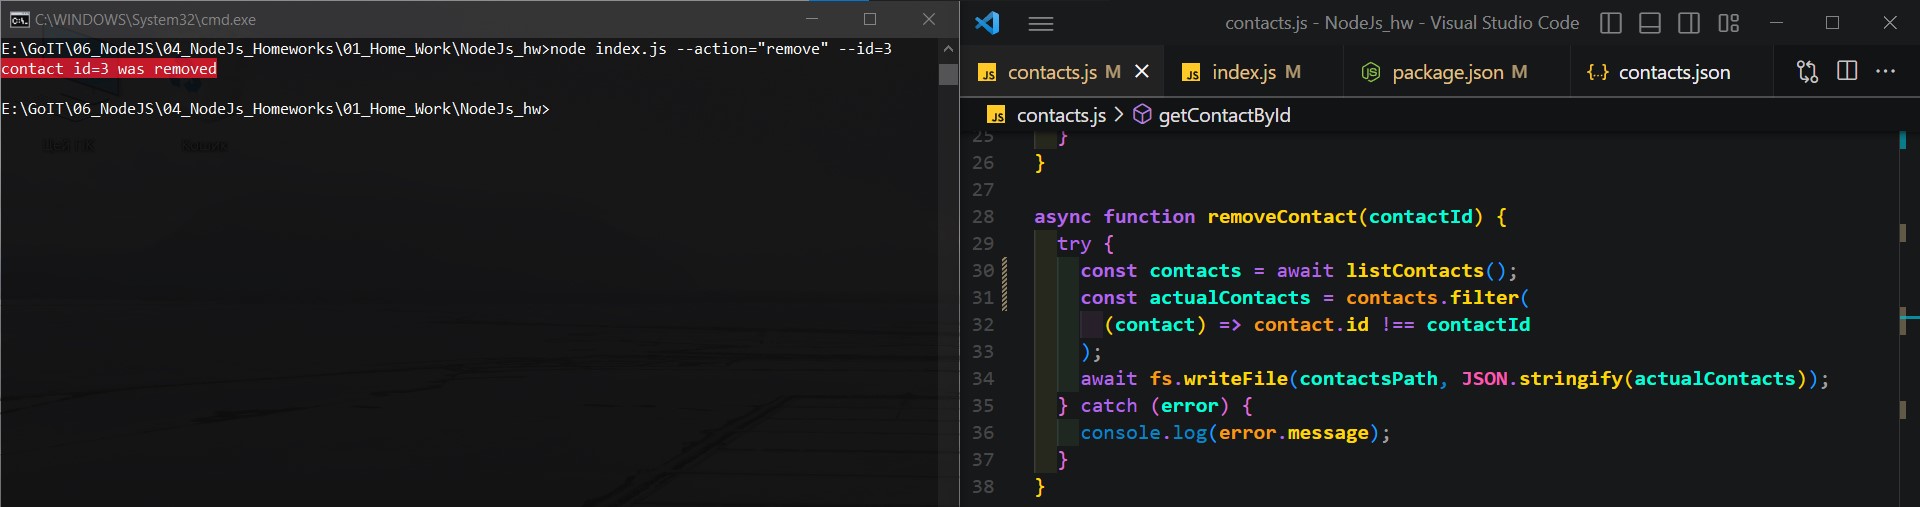 C:\WINDOWS\System32\cmd.exe
E:\GoIT\06_NodeJS\04_NodeJs_Homeworks\01_Home_Work\NodeJs_hw>node index.js --action="remove" --id=3
contact id=3 was removed
E:\GoIT\06_NodeJS\04_NodeJs_Homeworks\01_Home_Work\NodeJs_hw>
contacts.js - NodeJs_hw - Visual Studio Code
JS contacts.js M
JS index.js M
JS package.json M
{..} contacts.json
JS contacts.js > getContactById
25 }
26 }
27
28 async function removeContact(contactId) {
29 try {
30 const contacts = await listContacts();
31 const actualContacts = contacts.filter(
32 (contact) => contact.id !== contactId
33 );
34 await fs.writeFile(contactsPath, JSON.stringify(actualContacts));
35 } catch (error) {
36 console.log(error.message);
37 }
38 }